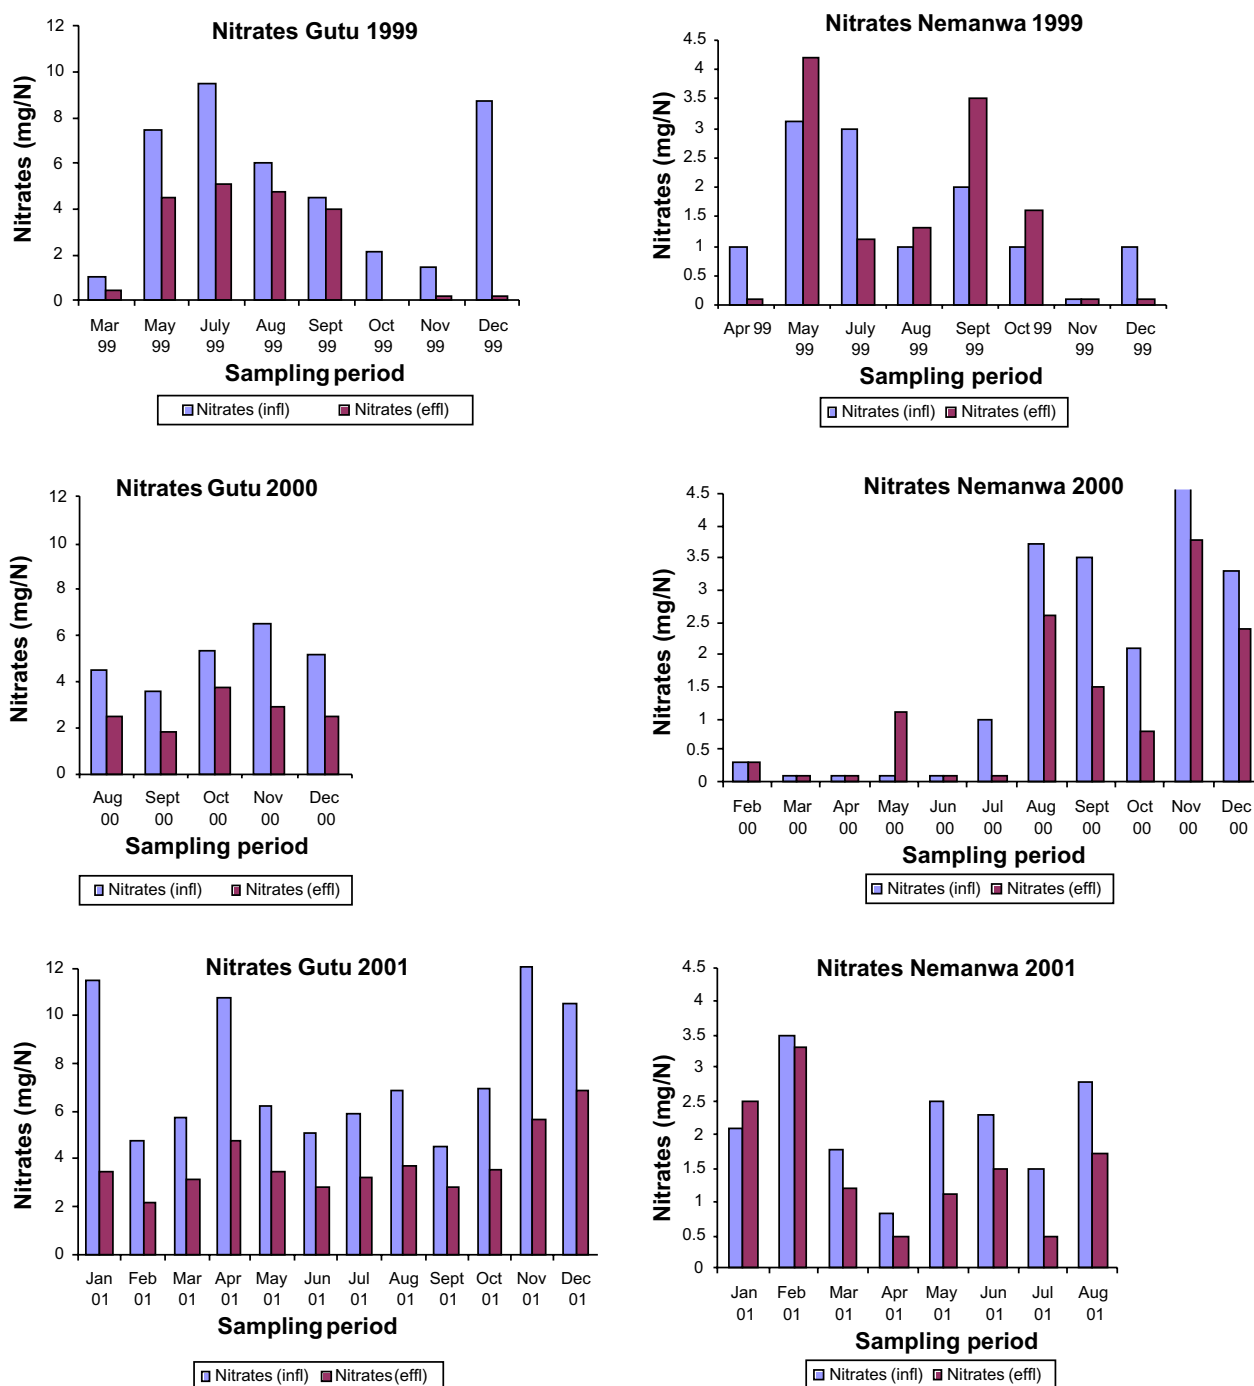 Nitrates Gutu 1999
Nitrates (mg/N)
12
10
8
6
4
2
0
Mar May July Aug Sept Oct Nov Dec
99 99 99 99 99 99 99 99
Sampling period
Nitrates (infl) Nitrates (effl)
Nitrates Nemanwa 1999
Nitrates (mg/N)
4.5
4
3.5
3
2.5
2
1.5
1
0.5
0
Apr 99 May July Aug Sept Oct 99 Nov Dec
99 99 99 99 99 99
Sampling period
Nitrates (infl) Nitrates (effl)
Nitrates Gutu 2000
Nitrates (mg/N)
12
10
8
6
4
2
0
Aug Sept Oct Nov Dec
00 00 00 00 00
Sampling period
Nitrates (infl) Nitrates (effl)
Nitrates Nemanwa 2000
Nitrates (mg/N)
4.5
4
3.5
3
2.5
2
1.5
1
0.5
0
Feb Mar Apr May Jun Jul Aug Sept Oct Nov Dec
00 00 00 00 00 00 00 00 00 00 00
Sampling period
Nitrates (infl) Nitrates (effl)
Nitrates Gutu 2001
Nitrates (mg/N)
12
10
8
6
4
2
0
Jan Feb Mar Apr May Jun Jul Aug Sept Oct Nov Dec
01 01 01 01 01 01 01 01 01 01 01 01
Sampling period
Nitrates (infl) Nitrates (effl)
Nitrates Nemanwa 2001
Nitrates (mg/N)
4.5
4
3.5
3
2.5
2
1.5
1
0.5
0
Jan Feb Mar Apr May Jun Jul Aug
01 01 01 01 01 01 01 01
Sampling period
Nitrates (infl) Nitrates (effl)